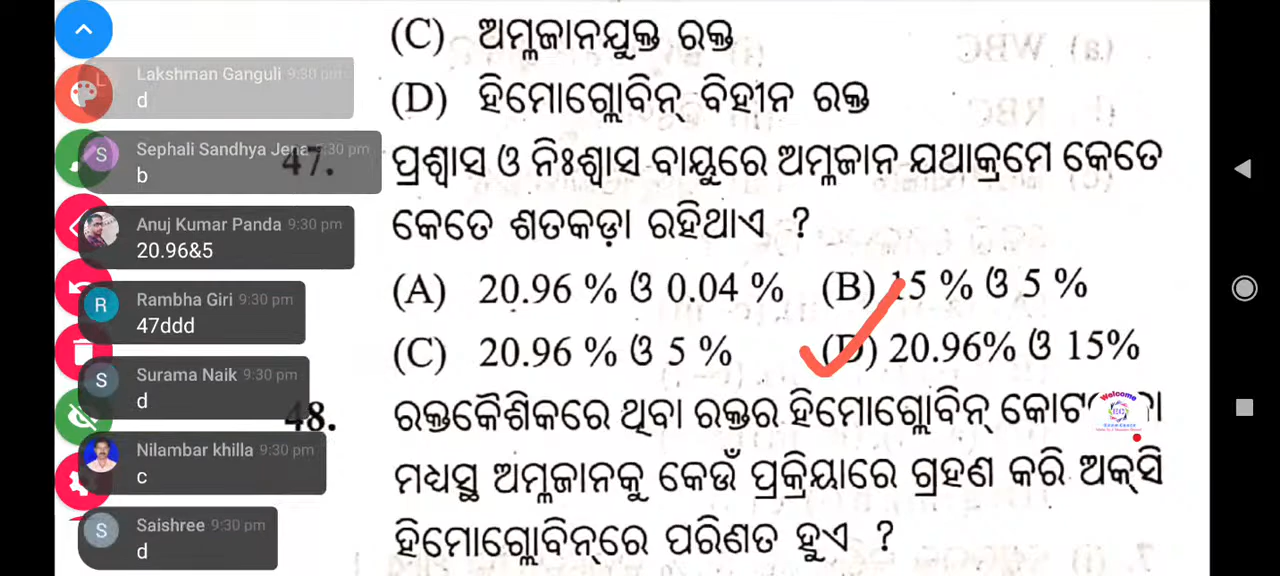 (C) ଅମ୍ଳଜାନଯୁକ୍ତ ରକ୍ତ
(D) ହିମୋଗ୍ଲୋବିନ୍ ବିହୀନ ରକ୍ତ
47. ପ୍ରଶ୍ୱାସ ଓ ନିଃଶ୍ୱାସ ବାୟୁରେ ଅମ୍ଳଜାନ ଯଥାକ୍ରମେ କେତେ
କେତେ ଶତକଡ଼ା ରହିଥାଏ ?
(A) 20.96 % ଓ 0.04 % (B) 15 % ଓ 5 %
(C) 20.96 % ଓ 5 % (D) 20.96% ଓ 15%
48. ରକ୍ତକୈଶିକରେ ଥିବା ରକ୍ତର ହିମୋଗ୍ଲୋବିନ୍
ମଧ୍ୟସ୍ଥ ଅମ୍ଳଜାନକୁ କେଉଁ ପ୍ରକ୍ରିୟାରେ ଗ୍ରହଣ କରି ଅକ୍‌ସି
ହିମୋଗ୍ଲୋବିନ୍‌ରେ ପରିଣତ ହୁଏ ?
Lakshman Ganguli 9:30 pm
d
Sephali Sandhya Jena 9:30 pm
b
Anuj Kumar Panda 9:30 pm
20.96&5
Rambha Giri 9:30 pm
47ddd
Surama Naik 9:30 pm
d
Nilambar khilla 9:30 pm
c
Saishree 9:30 pm
d
Welcome